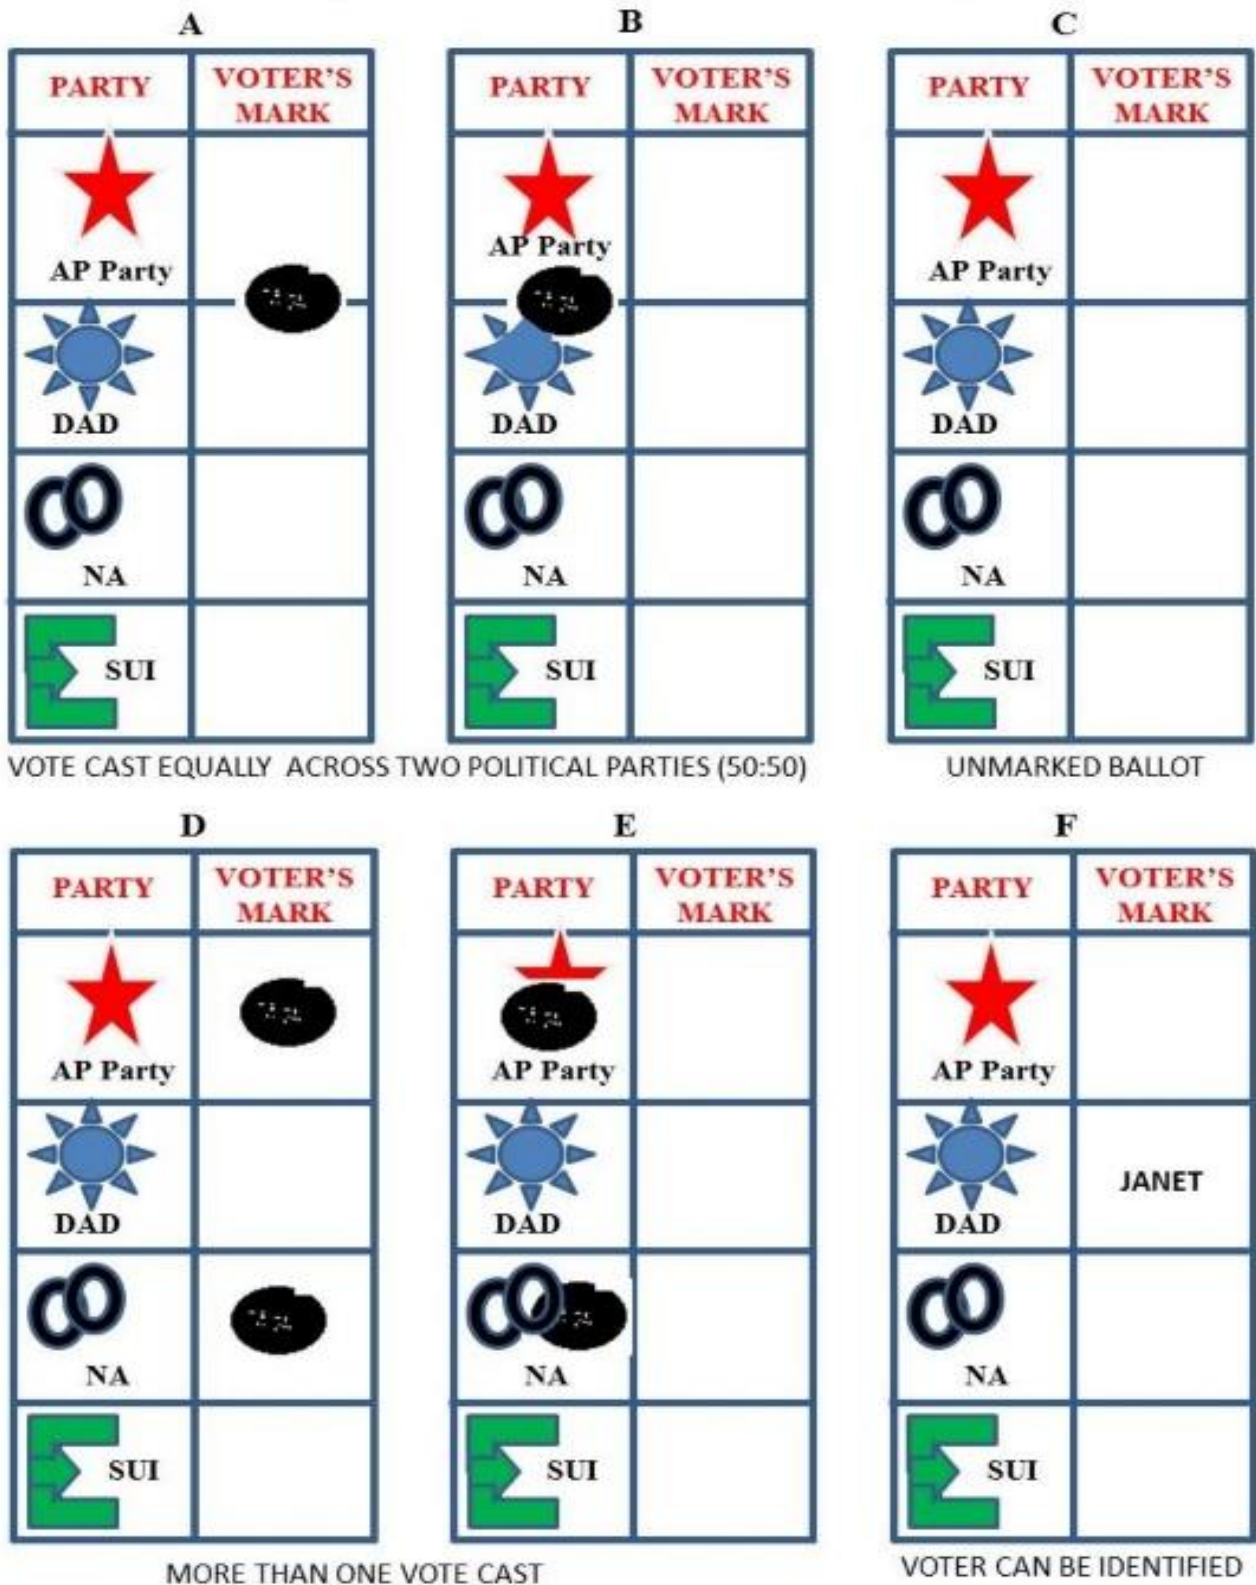 A
B
C
PARTY
VOTER'S
MARK
PARTY
VOTER'S
MARK
PARTY
VOTER'S
MARK
AP Party
AP Party
AP Party
DAD
DAD
DAD
NA
NA
NA
SUI
SUI
SUI
VOTE CAST EQUALLY ACROSS TWO POLITICAL PARTIES (50:50)
UNMARKED BALLOT
D
E
F
PARTY
VOTER'S
MARK
PARTY
VOTER'S
MARK
PARTY
VOTER'S
MARK
AP Party
AP Party
AP Party
DAD
DAD
DAD
JANET
NA
NA
NA
SUI
SUI
SUI
MORE THAN ONE VOTE CAST
VOTER CAN BE IDENTIFIED